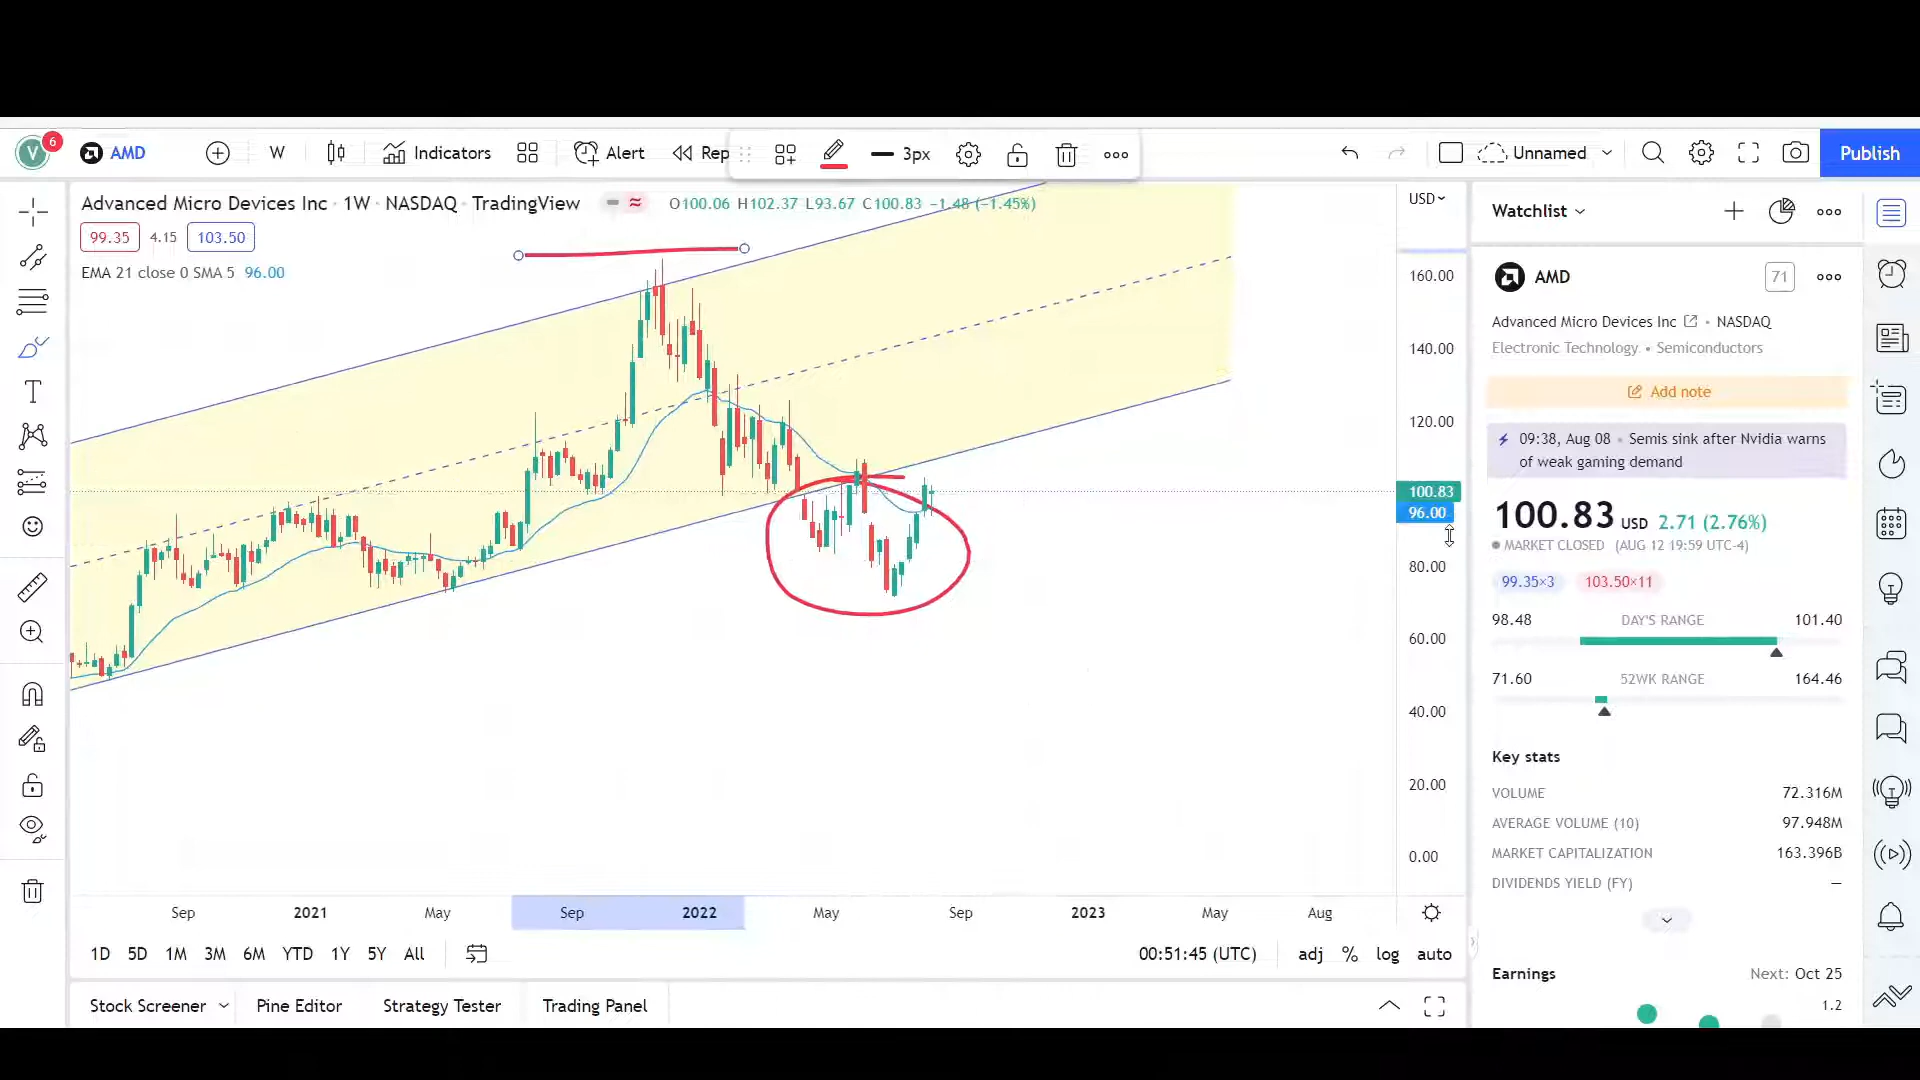 V 6 AMD W Indicators Alert Rep 3px Unnamed Publish
Advanced Micro Devices Inc · 1W · NASDAQ · TradingView O100.06 H102.37 L93.67 C100.83 −1.48 (−1.45%)
99.35 4.15 103.50
EMA 21 close 0 SMA 5 96.00
USD
160.00
140.00
120.00
100.83
96.00
80.00
60.00
40.00
20.00
0.00
Sep 2021 May Sep 2022 May Sep 2023 May Aug
1D 5D 1M 3M 6M YTD 1Y 5Y All 00:51:45 (UTC) adj % log auto
Stock Screener Pine Editor Strategy Tester Trading Panel
Watchlist
AMD 71
Advanced Micro Devices Inc • NASDAQ
Electronic Technology • Semiconductors
Add note
09:38, Aug 08 • Semis sink after Nvidia warns
of weak gaming demand
100.83 USD 2.71 (2.76%)
MARKET CLOSED (AUG 12 19:59 UTC-4)
99.35×3 103.50×11
98.48 DAY'S RANGE 101.40
71.60 52WK RANGE 164.46
Key stats
VOLUME 72.316M
AVERAGE VOLUME (10) 97.948M
MARKET CAPITALIZATION 163.396B
DIVIDENDS YIELD (FY) —
Earnings Next: Oct 25
1.2